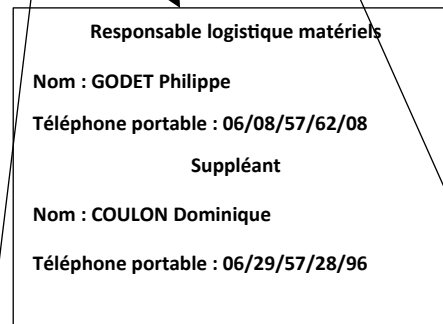 Responsable logistique matériels
Nom : GODET Philippe
Téléphone portable : 06/08/57/62/08
Suppléant
Nom : COULON Dominique
Téléphone portable : 06/29/57/28/96